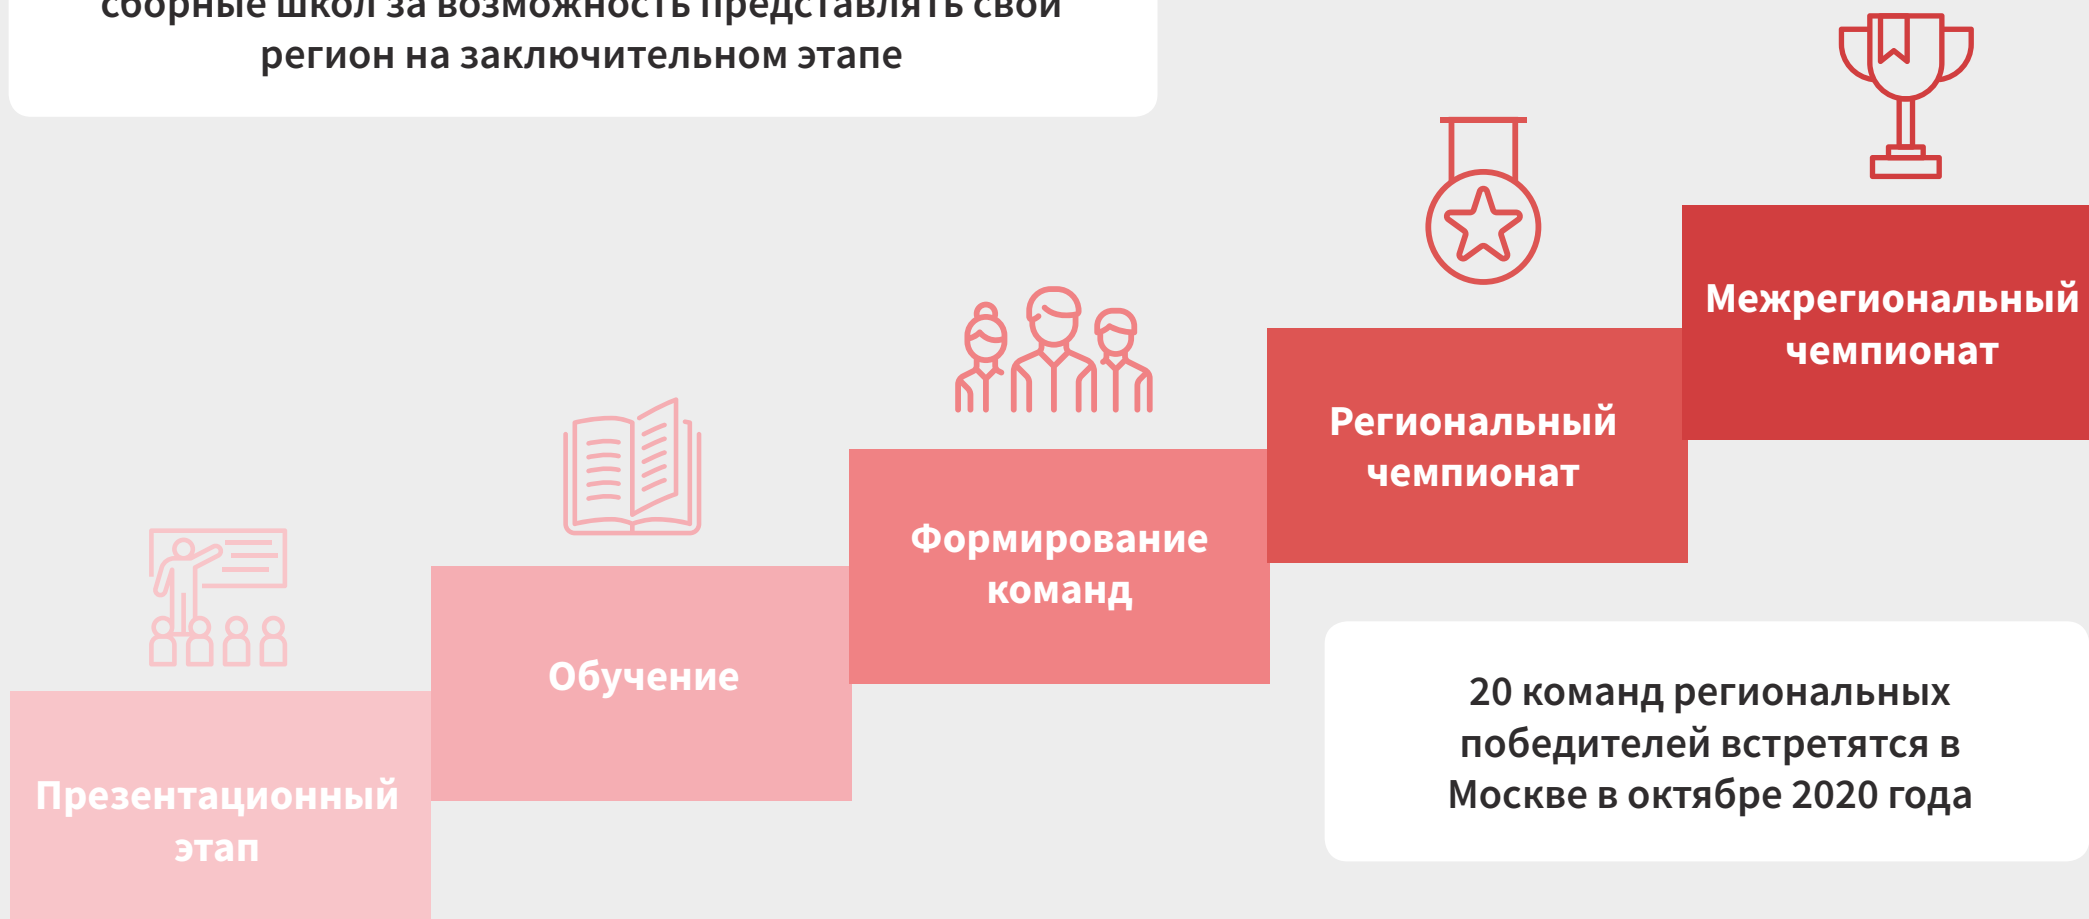 сборные школ за возможность представлять свой
регион на заключительном этапе
Межрегиональный
чемпионат
Региональный
чемпионат
Формирование
команд
Обучение
Презентационный
этап
20 команд региональных
победителей встретятся в
Москве в октябре 2020 года